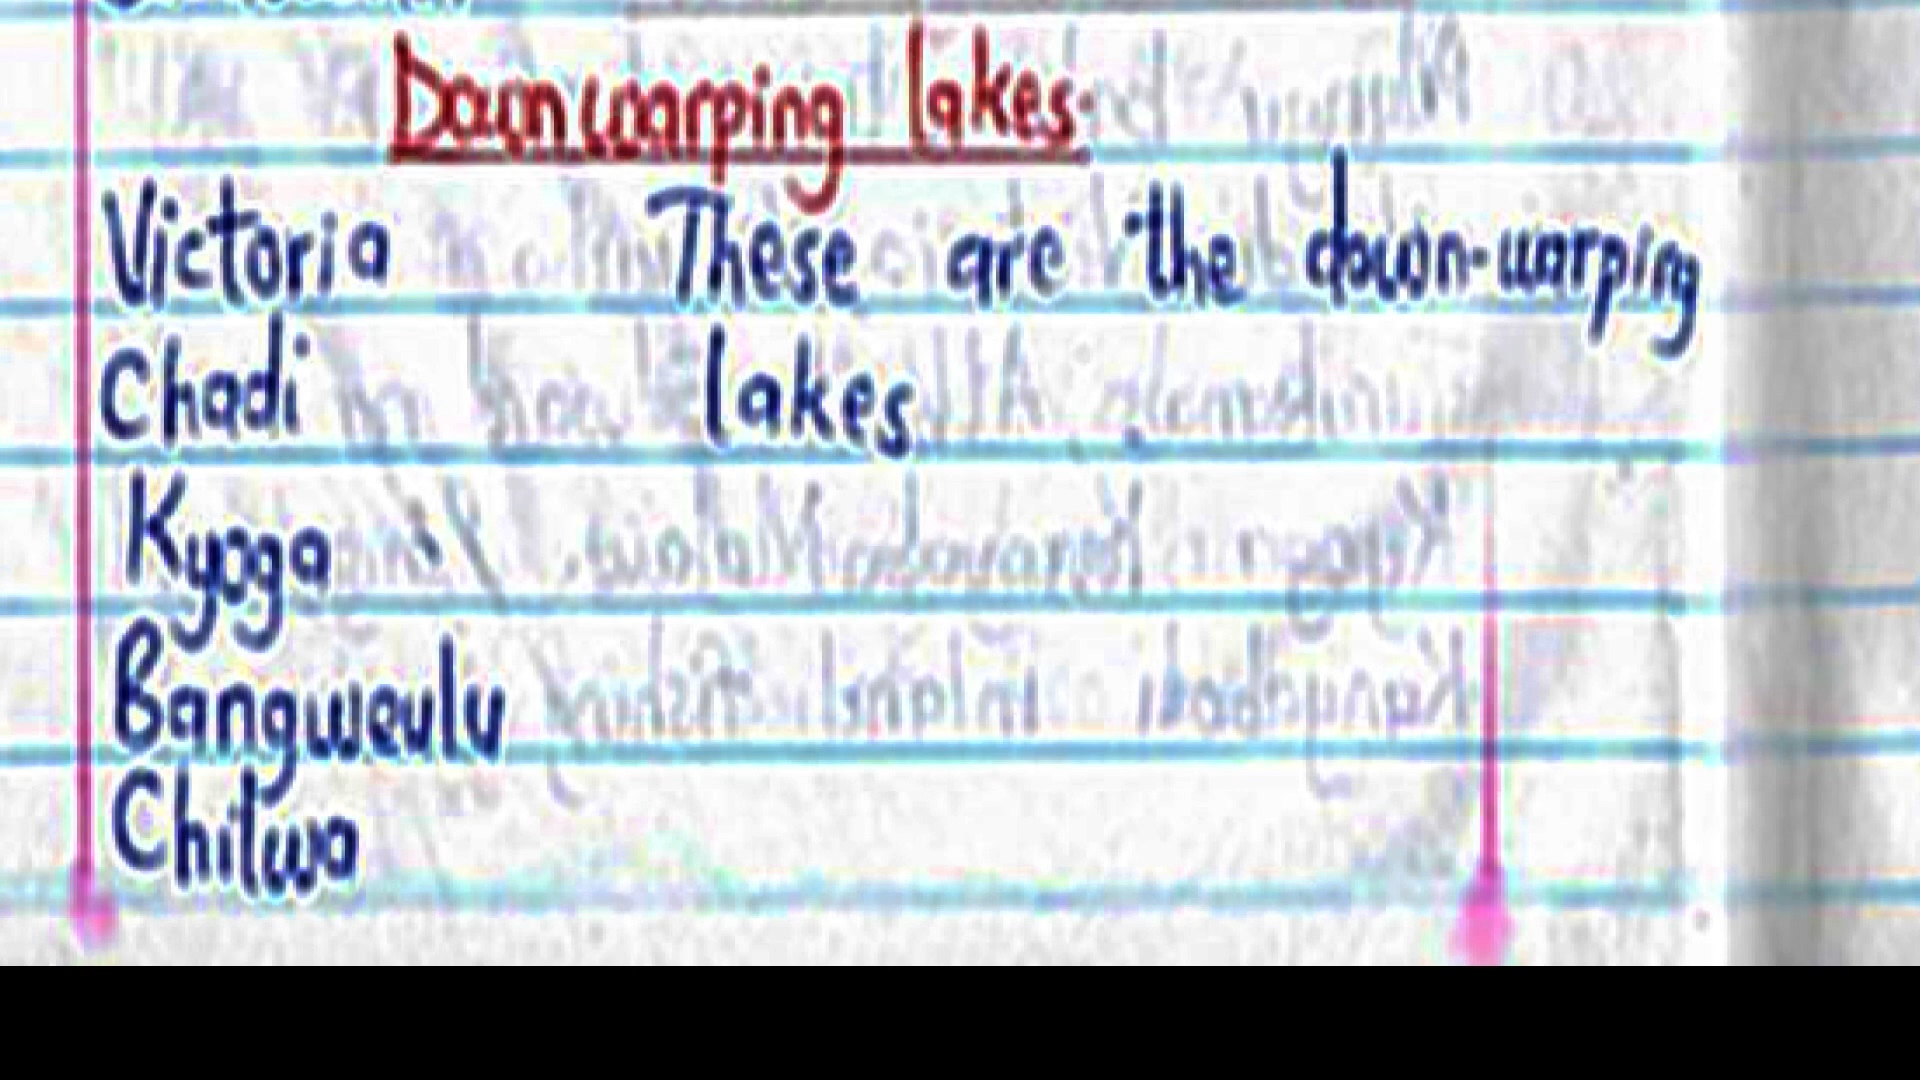 Downwarping lakes.
Victoria These are the down-warping
Chadi lakes
Kyoga
Bangweulu
Chilwa